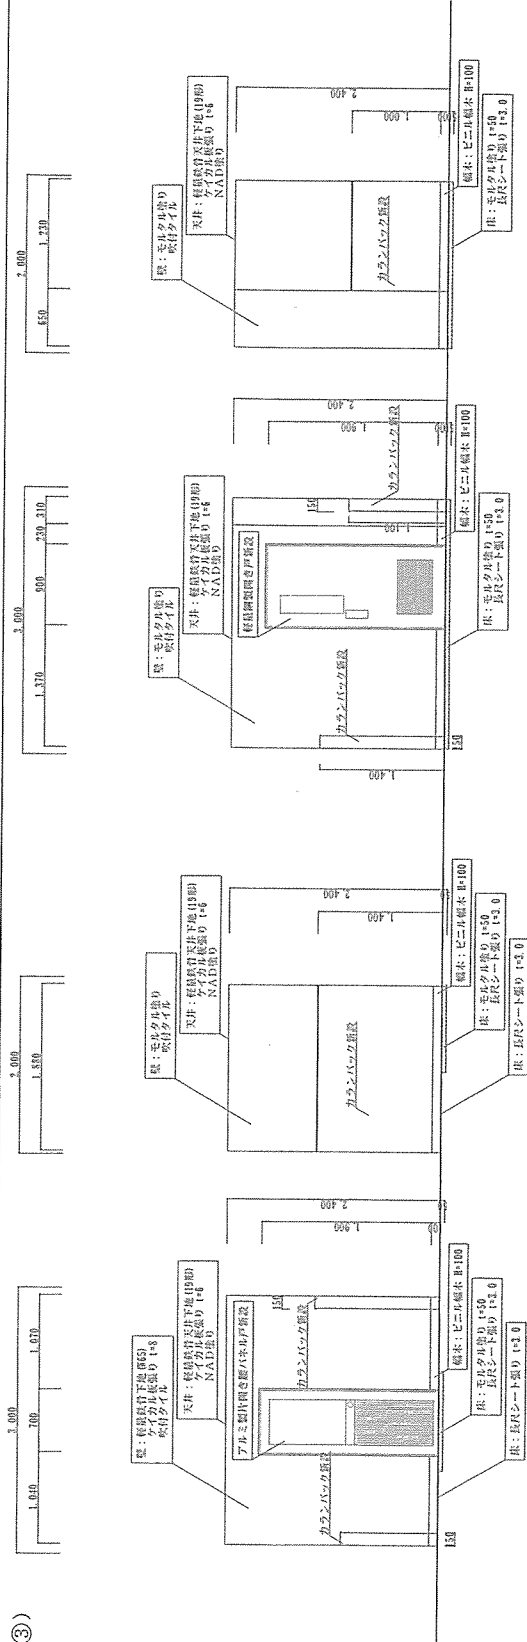 ③)
3,000
1,040
700
1,070
壁：軽量鉄骨下地(W65)
ケイカル板張り t=8
吹付タイル
天井：軽量鉄骨天井下地(19形)
ケイカル板張り t=6
NAD塗り
アルミ製片開き腰パネル戸新設
カランバック新設
カランバック新設
150
150
1,900
2,400
幅木：ビニル幅木 H=100
床：モルタル塗り t=50
長尺シート張り t=3.0
床：長尺シート張り t=3.0
2,000
1,880
壁：モルタル塗り
吹付タイル
天井：軽量鉄骨天井下地(19形)
ケイカル板張り t=6
NAD塗り
カランバック新設
1,400
2,400
幅木：ビニル幅木 H=100
床：モルタル塗り t=50
長尺シート張り t=3.0
床：長尺シート張り t=3.0
3,000
1,370
900
230
310
壁：モルタル塗り
吹付タイル
天井：軽量鉄骨天井下地(19形)
ケイカル板張り t=6
NAD塗り
軽量鋼製開き戸新設
カランバック新設
カランバック新設
1,400
150
150
1,100
1,900
2,400
幅木：ビニル幅木 H=100
床：モルタル塗り t=50
長尺シート張り t=3.0
2,000
650
1,230
壁：モルタル塗り
吹付タイル
天井：軽量鉄骨天井下地(19形)
ケイカル板張り t=6
NAD塗り
カランバック新設
1,000
2,400
幅木：ビニル幅木 H=100
床：モルタル塗り t=50
長尺シート張り t=3.0